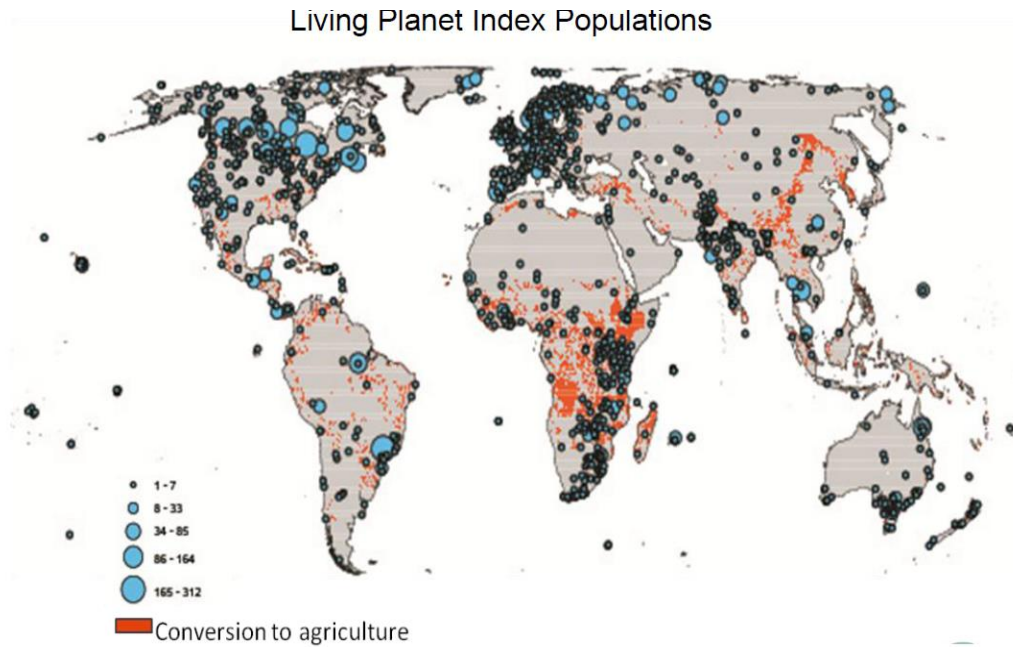 Living Planet Index Populations
1 - 7
8 - 33
34 - 85
86 - 164
165 - 312
Conversion to agriculture